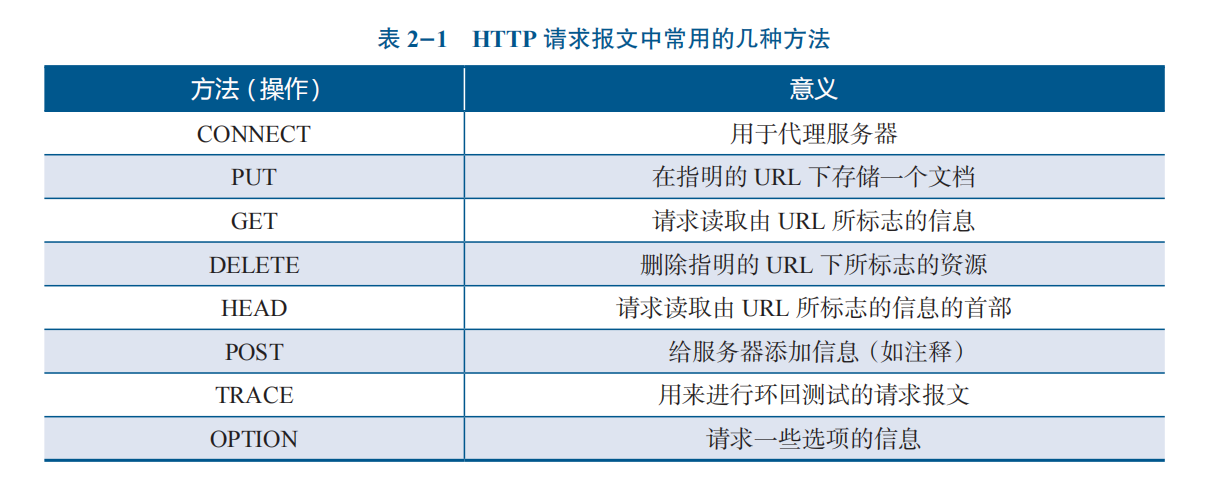 表 2-1 HTTP 请求报文中常用的几种方法
方法（操作） 意义
CONNECT 用于代理服务器
PUT 在指明的 URL 下存储一个文档
GET 请求读取由 URL 所标志的信息
DELETE 删除指明的 URL 下所标志的资源
HEAD 请求读取由 URL 所标志的信息的首部
POST 给服务器添加信息（如注释）
TRACE 用来进行环回测试的请求报文
OPTION 请求一些选项的信息